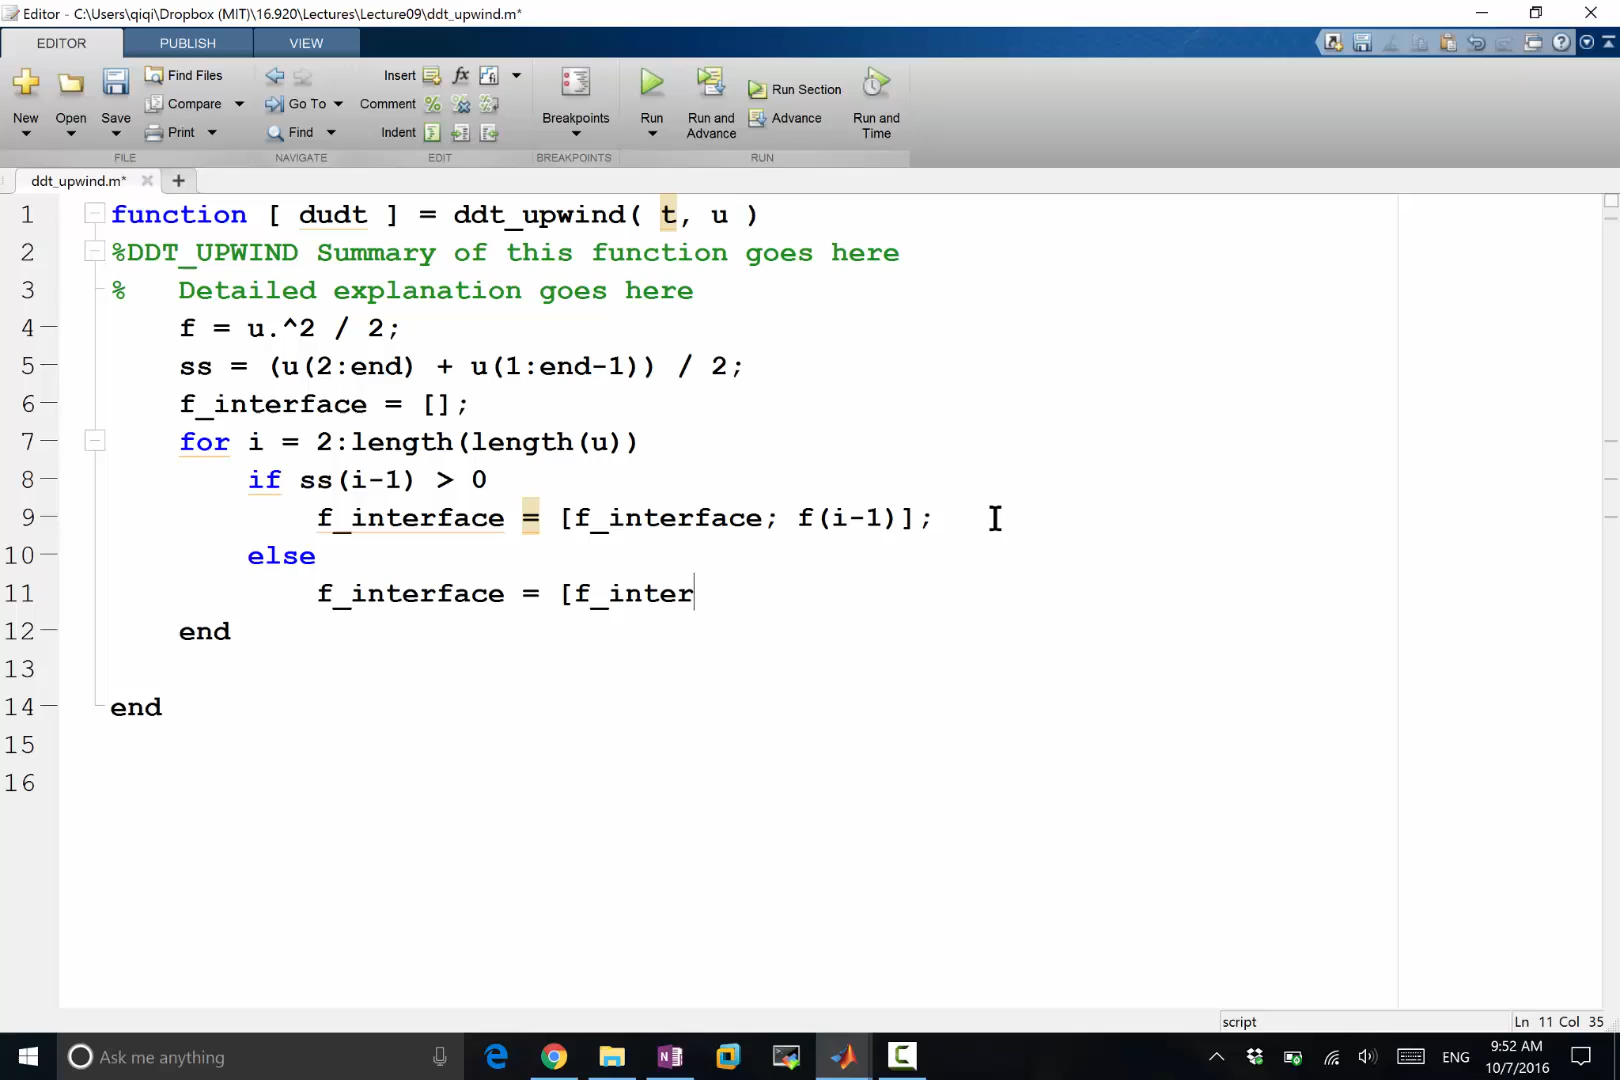 Editor - C:\Users\qiqi\Dropbox (MIT)\16.920\Lectures\Lecture09\ddt_upwind.m*
EDITOR PUBLISH VIEW
New
Open
Save
Find Files
Compare
Print
FILE
Go To
Find
NAVIGATE
Insert fx
Comment
Indent
EDIT
Breakpoints
BREAKPOINTS
Run
Run and Advance
Run Section
Advance
Run and Time
RUN
ddt_upwind.m*
1 function [ dudt ] = ddt_upwind( t, u )
2 %DDT_UPWIND Summary of this function goes here
3 % Detailed explanation goes here
4 f = u.^2 / 2;
5 ss = (u(2:end) + u(1:end-1)) / 2;
6 f_interface = [];
7 for i = 2:length(length(u))
8 if ss(i-1) > 0
9 f_interface = [f_interface; f(i-1)];
10 else
11 f_interface = [f_inter
12 end
13
14 end
15
16
script Ln 11 Col 35
Ask me anything
ENG
9:52 AM
10/7/2016